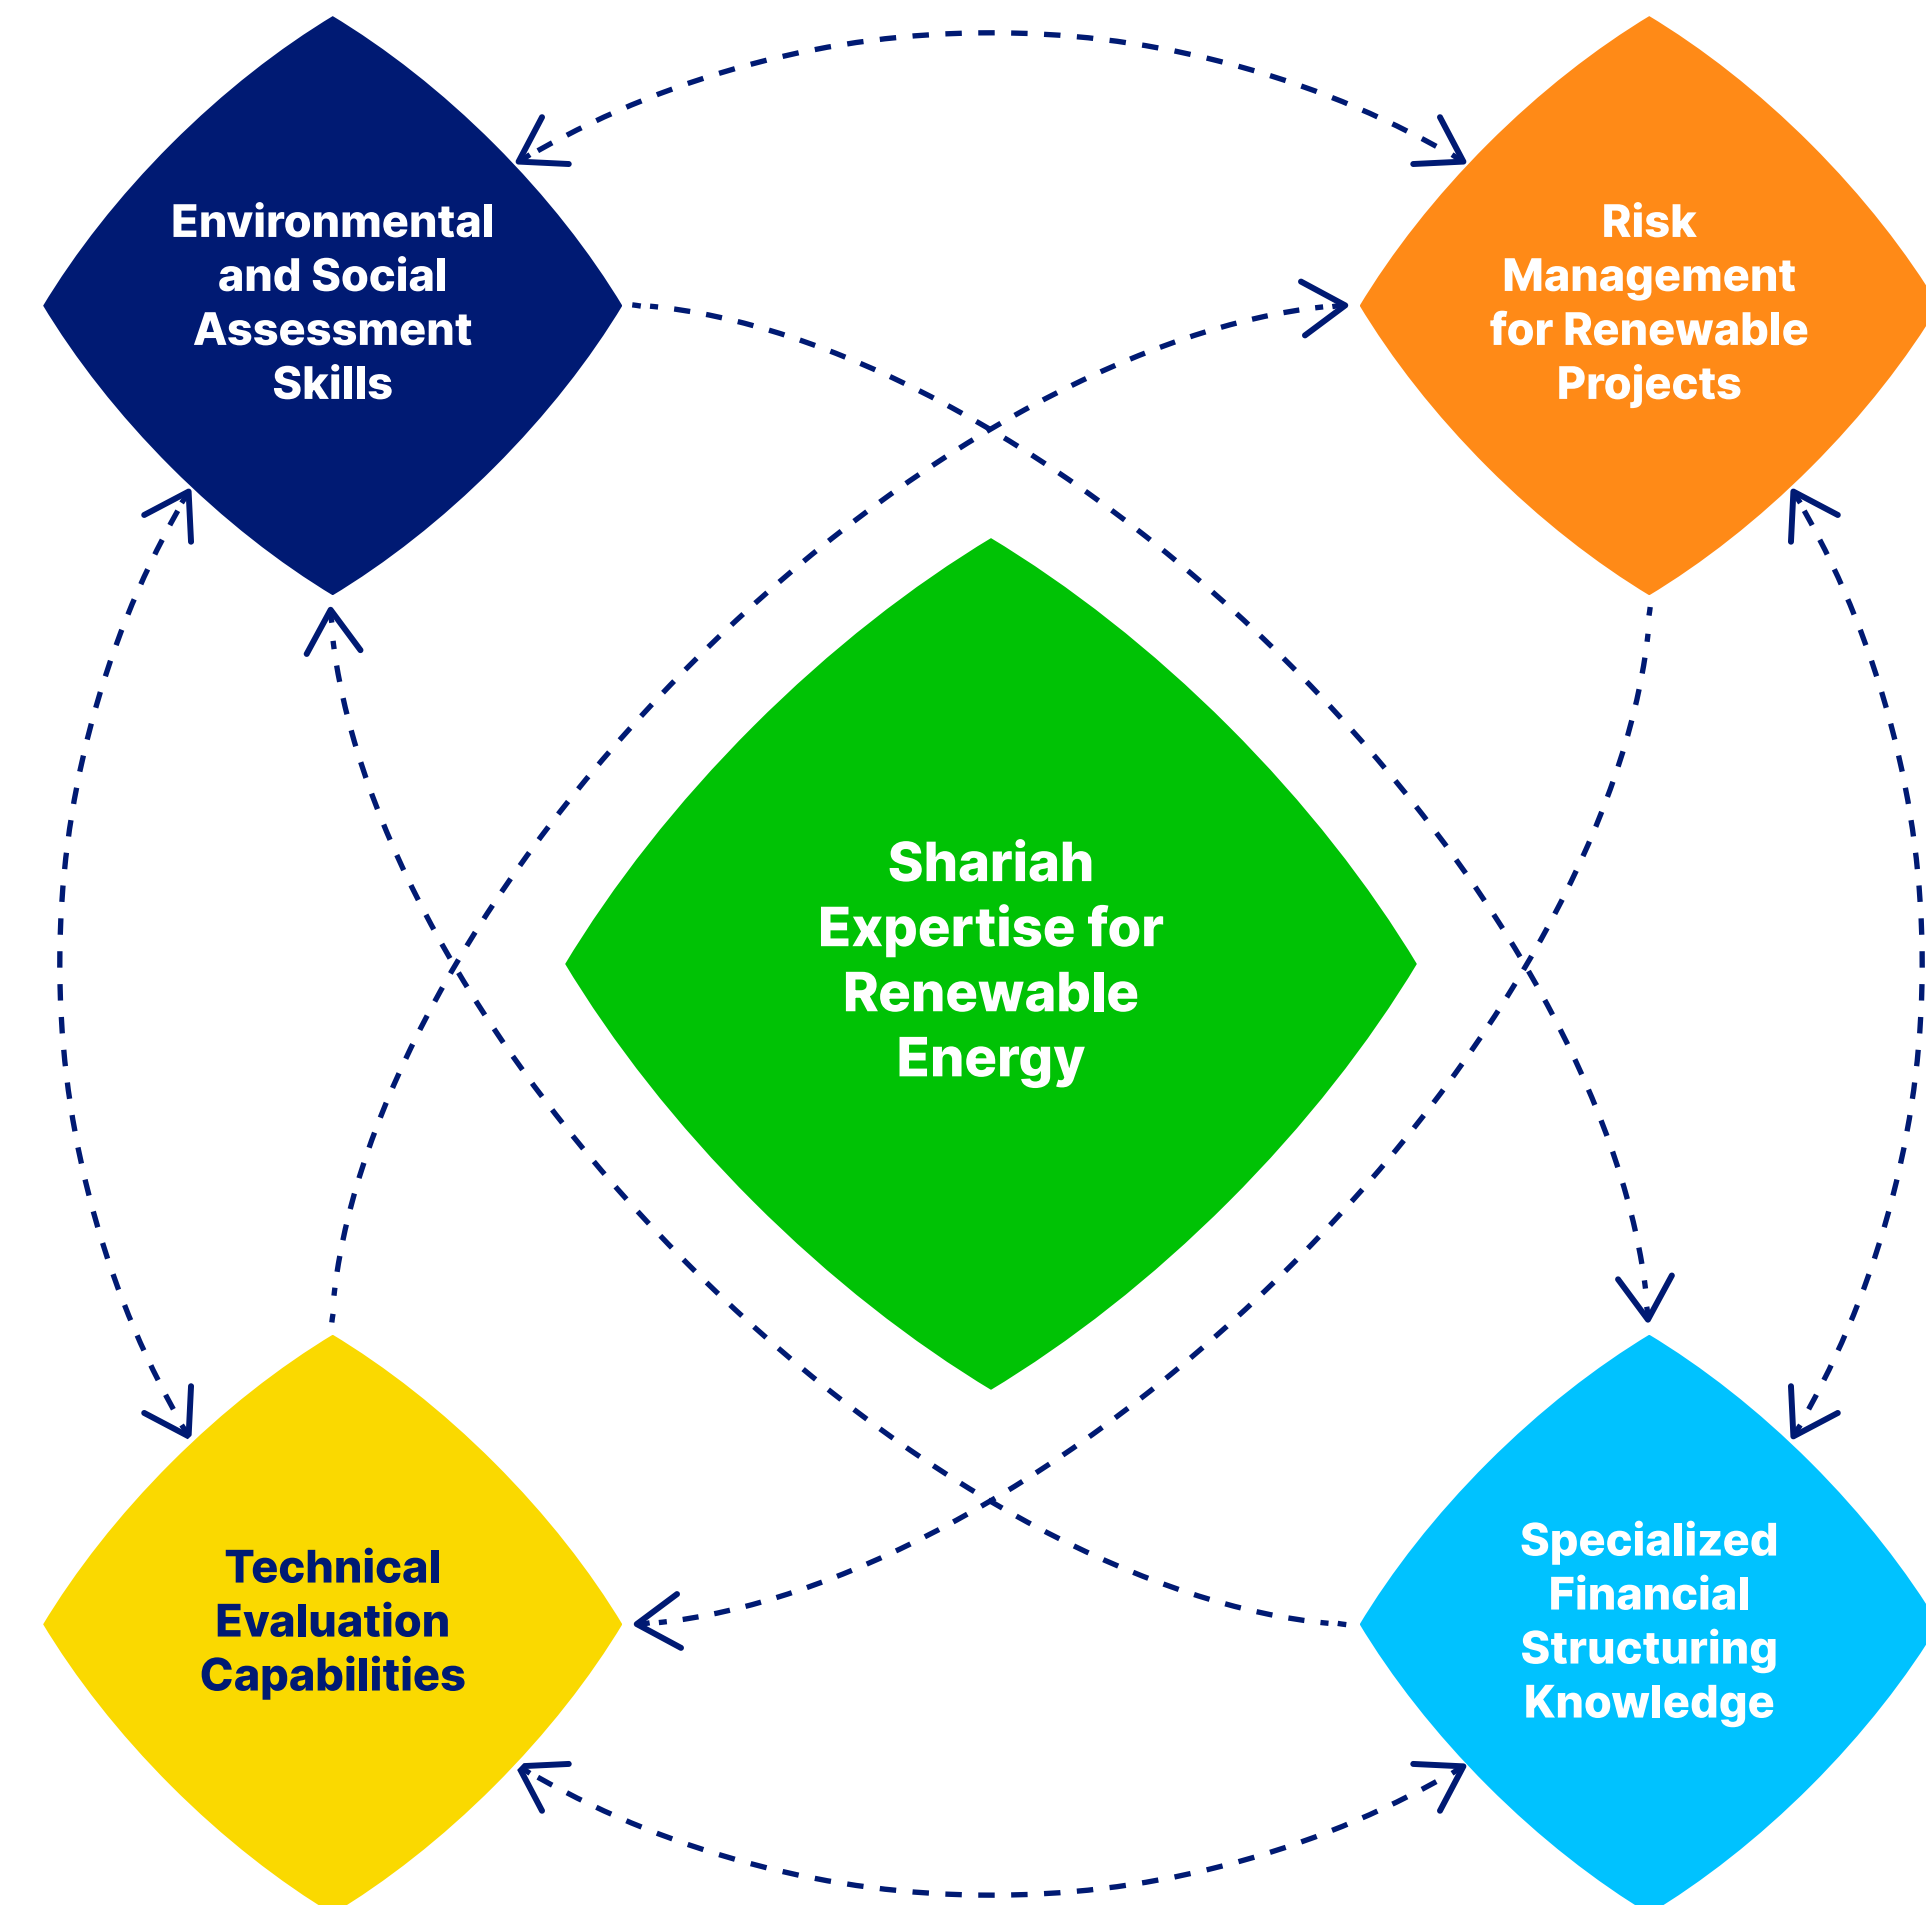 Environmental
and Social
Assessment
Skills
Risk
Management
for Renewable
Projects
Shariah
Expertise for
Renewable
Energy
Technical
Evaluation
Capabilities
Specialized
Financial
Structuring
Knowledge